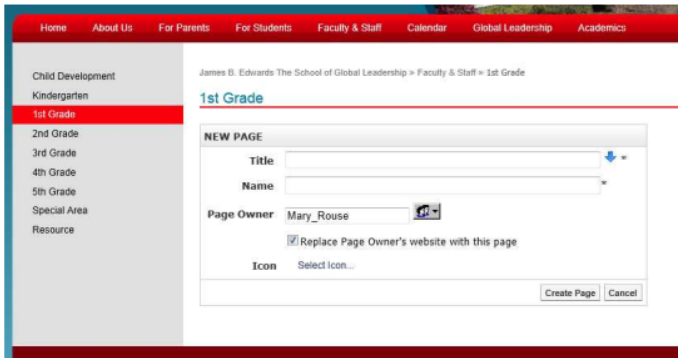 Home About Us For Parents For Students Faculty & Staff Calendar Global Leadership Academics
Child Development
Kindergarten
1st Grade
2nd Grade
3rd Grade
4th Grade
5th Grade
Special Area
Resource
James B. Edwards The School of Global Leadership > Faculty & Staff > 1st Grade
1st Grade
NEW PAGE
Title *
Name *
Page Owner Mary_Rouse
Replace Page Owner's website with this page
Icon Select Icon...
Create Page Cancel